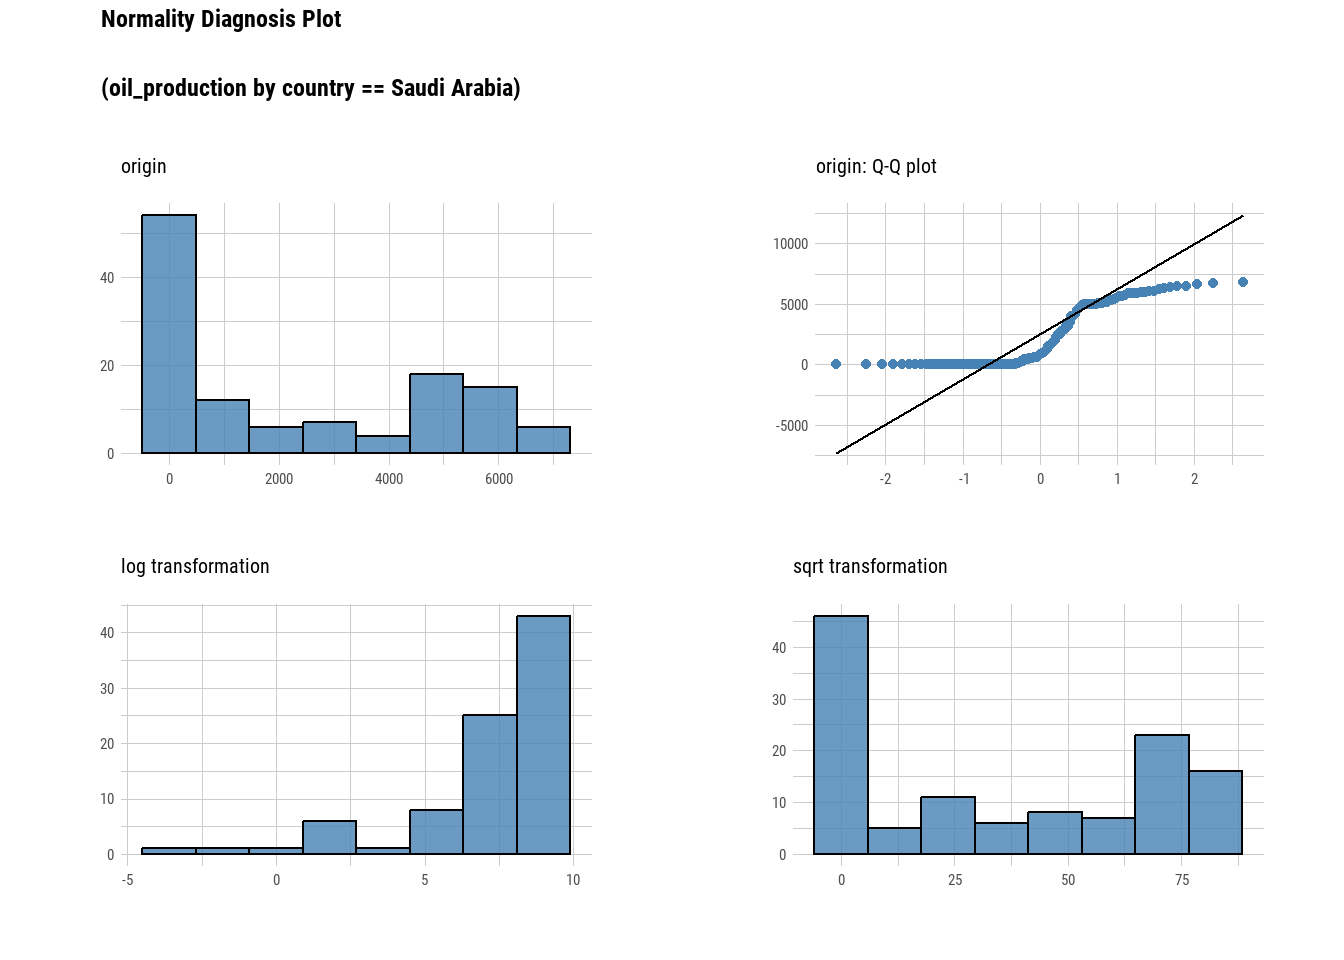 Normality Diagnosis Plot
(oil_production by country == Saudi Arabia)
origin
40
20
0
0 2000 4000 6000
origin: Q-Q plot
10000
5000
0
-5000
-2 -1 0 1 2
log transformation
40
30
20
10
0
-5 0 5 10
sqrt transformation
40
30
20
10
0
0 25 50 75